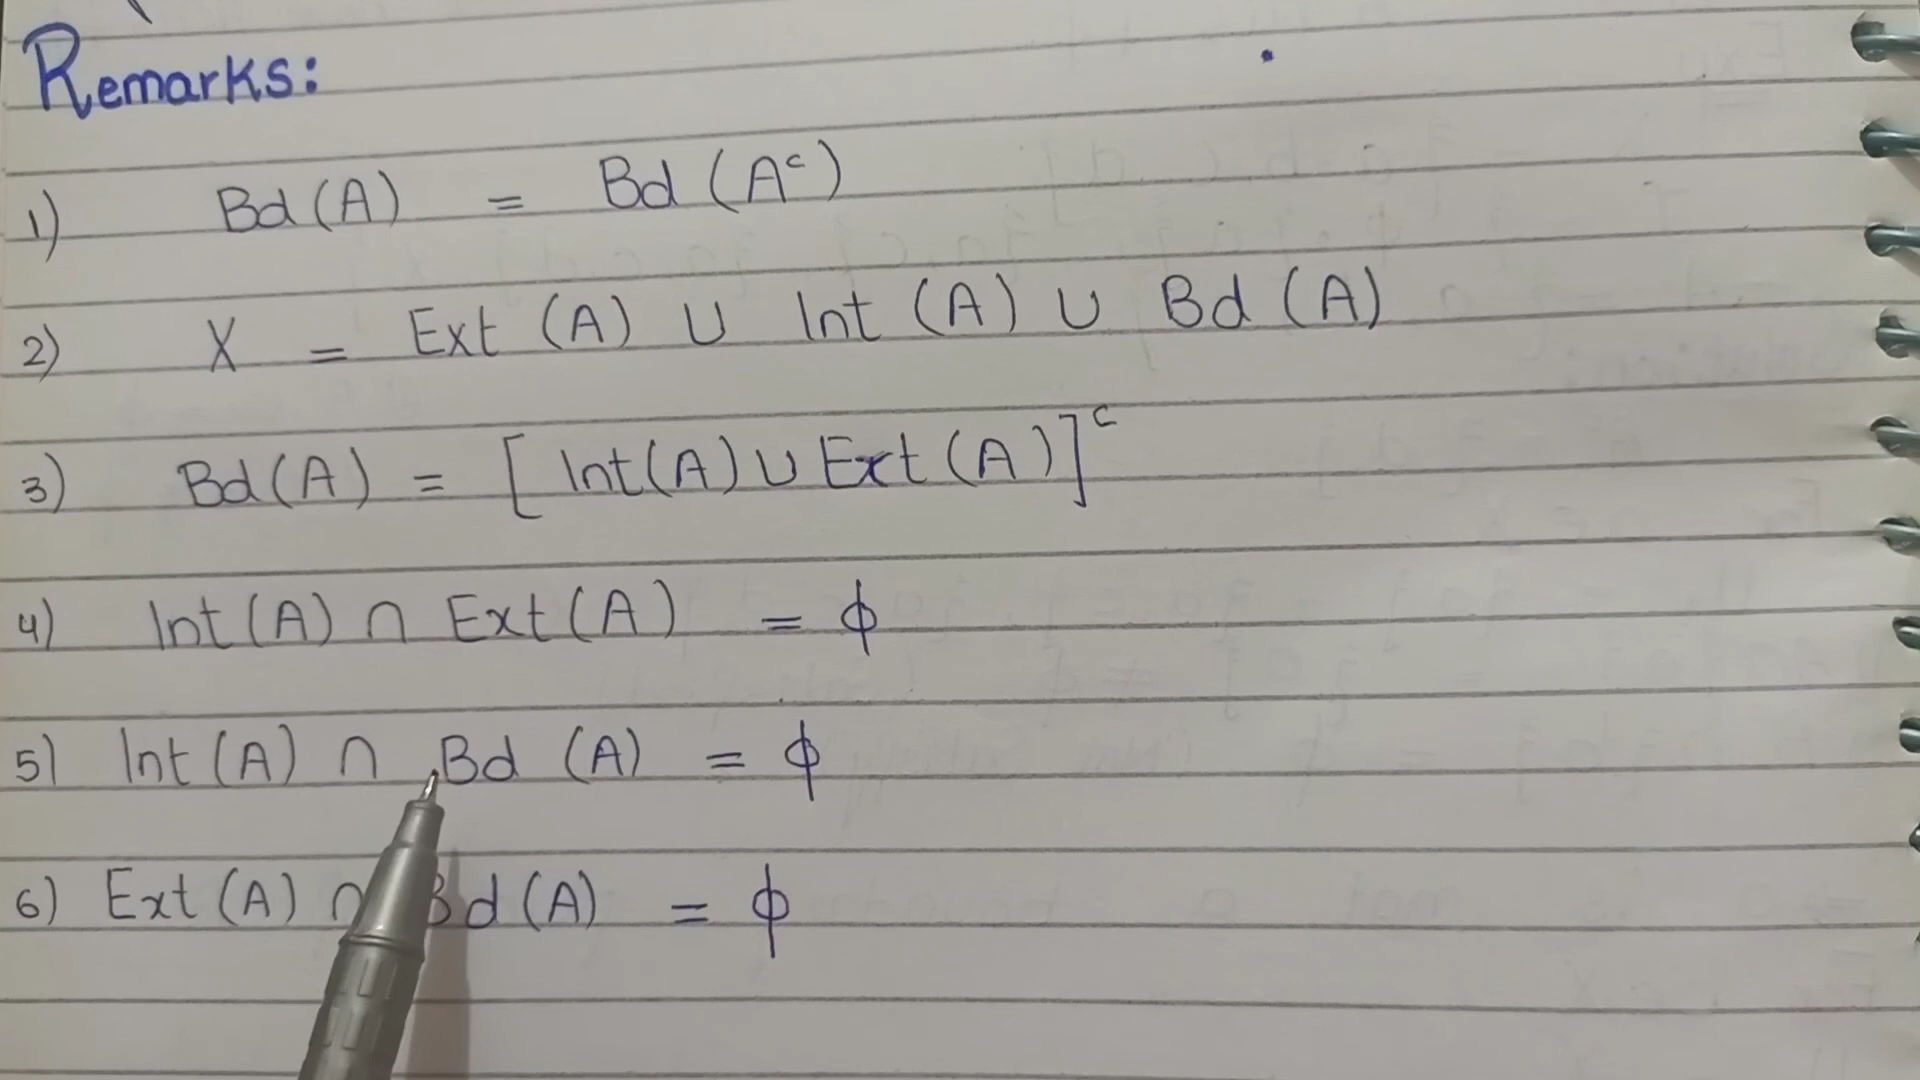 Remarks:
1) Bd (A) = Bd (Aᶜ)
2) X = Ext (A) ∪ Int (A) ∪ Bd (A)
3) Bd (A) = [ Int (A) ∪ Ext (A) ]ᶜ
4) Int (A) ∩ Ext (A) = ϕ
5) Int (A) ∩ Bd (A) = ϕ
6) Ext (A) ∩ Bd (A) = ϕ